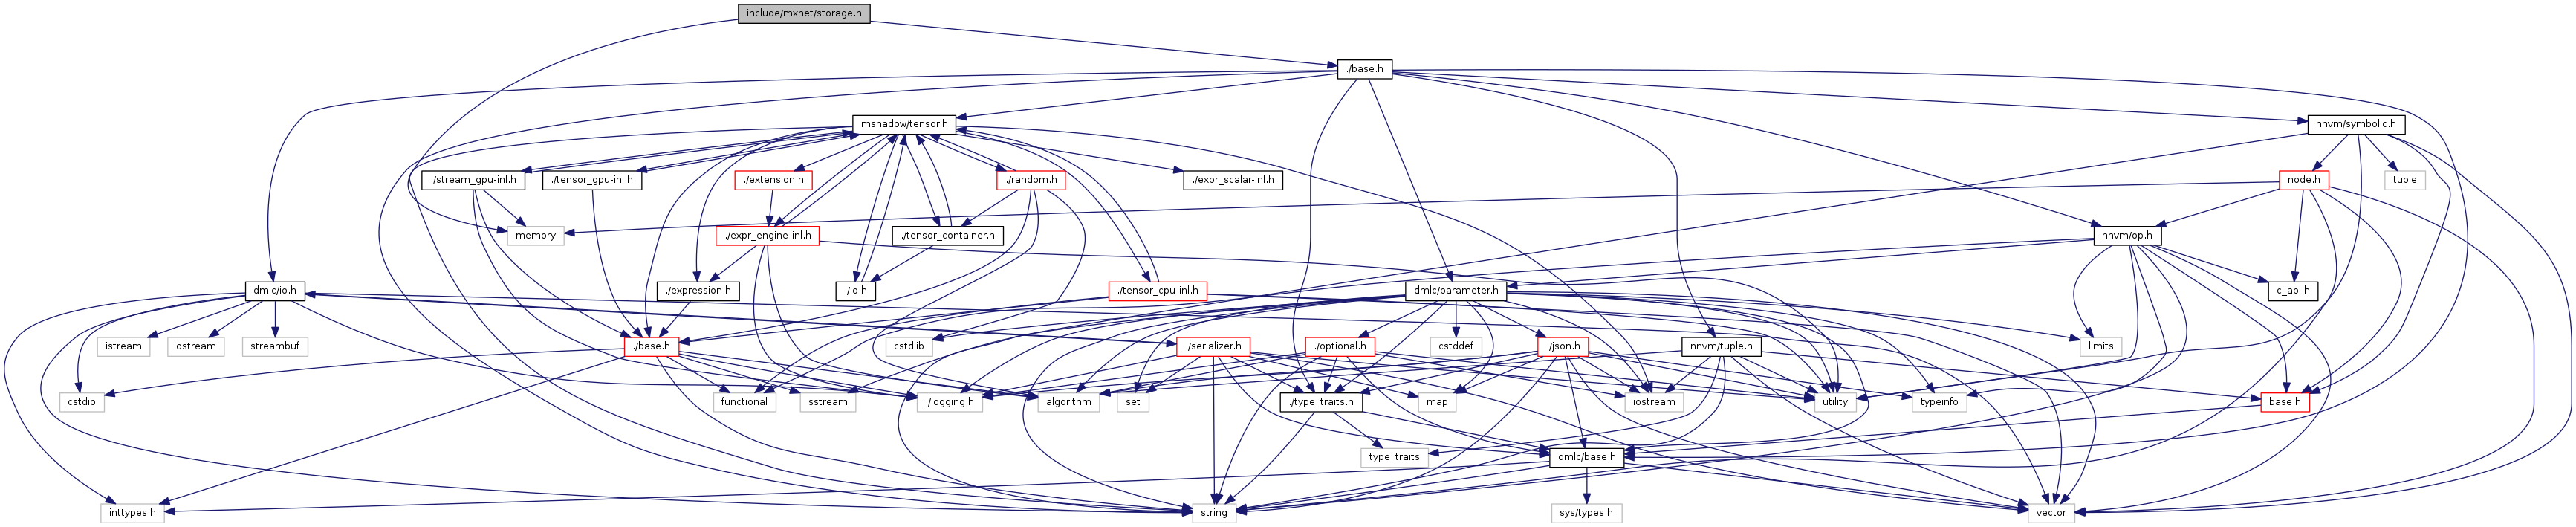 include/mxnet/storage.h
./base.h
mshadow/tensor.h
nnvm/symbolic.h
./stream_gpu-inl.h
./tensor_gpu-inl.h
./extension.h
./random.h
./expr_scalar-inl.h
node.h
tuple
memory
./expr_engine-inl.h
./tensor_container.h
nnvm/op.h
dmlc/io.h
./expression.h
./io.h
./tensor_cpu-inl.h
dmlc/parameter.h
c_api.h
istream
ostream
streambuf
./base.h
cstdlib
./serializer.h
./optional.h
cstddef
./json.h
nnvm/tuple.h
limits
cstdio
functional
sstream
./logging.h
algorithm
set
./type_traits.h
map
iostream
utility
typeinfo
base.h
type_traits
dmlc/base.h
inttypes.h
string
sys/types.h
vector